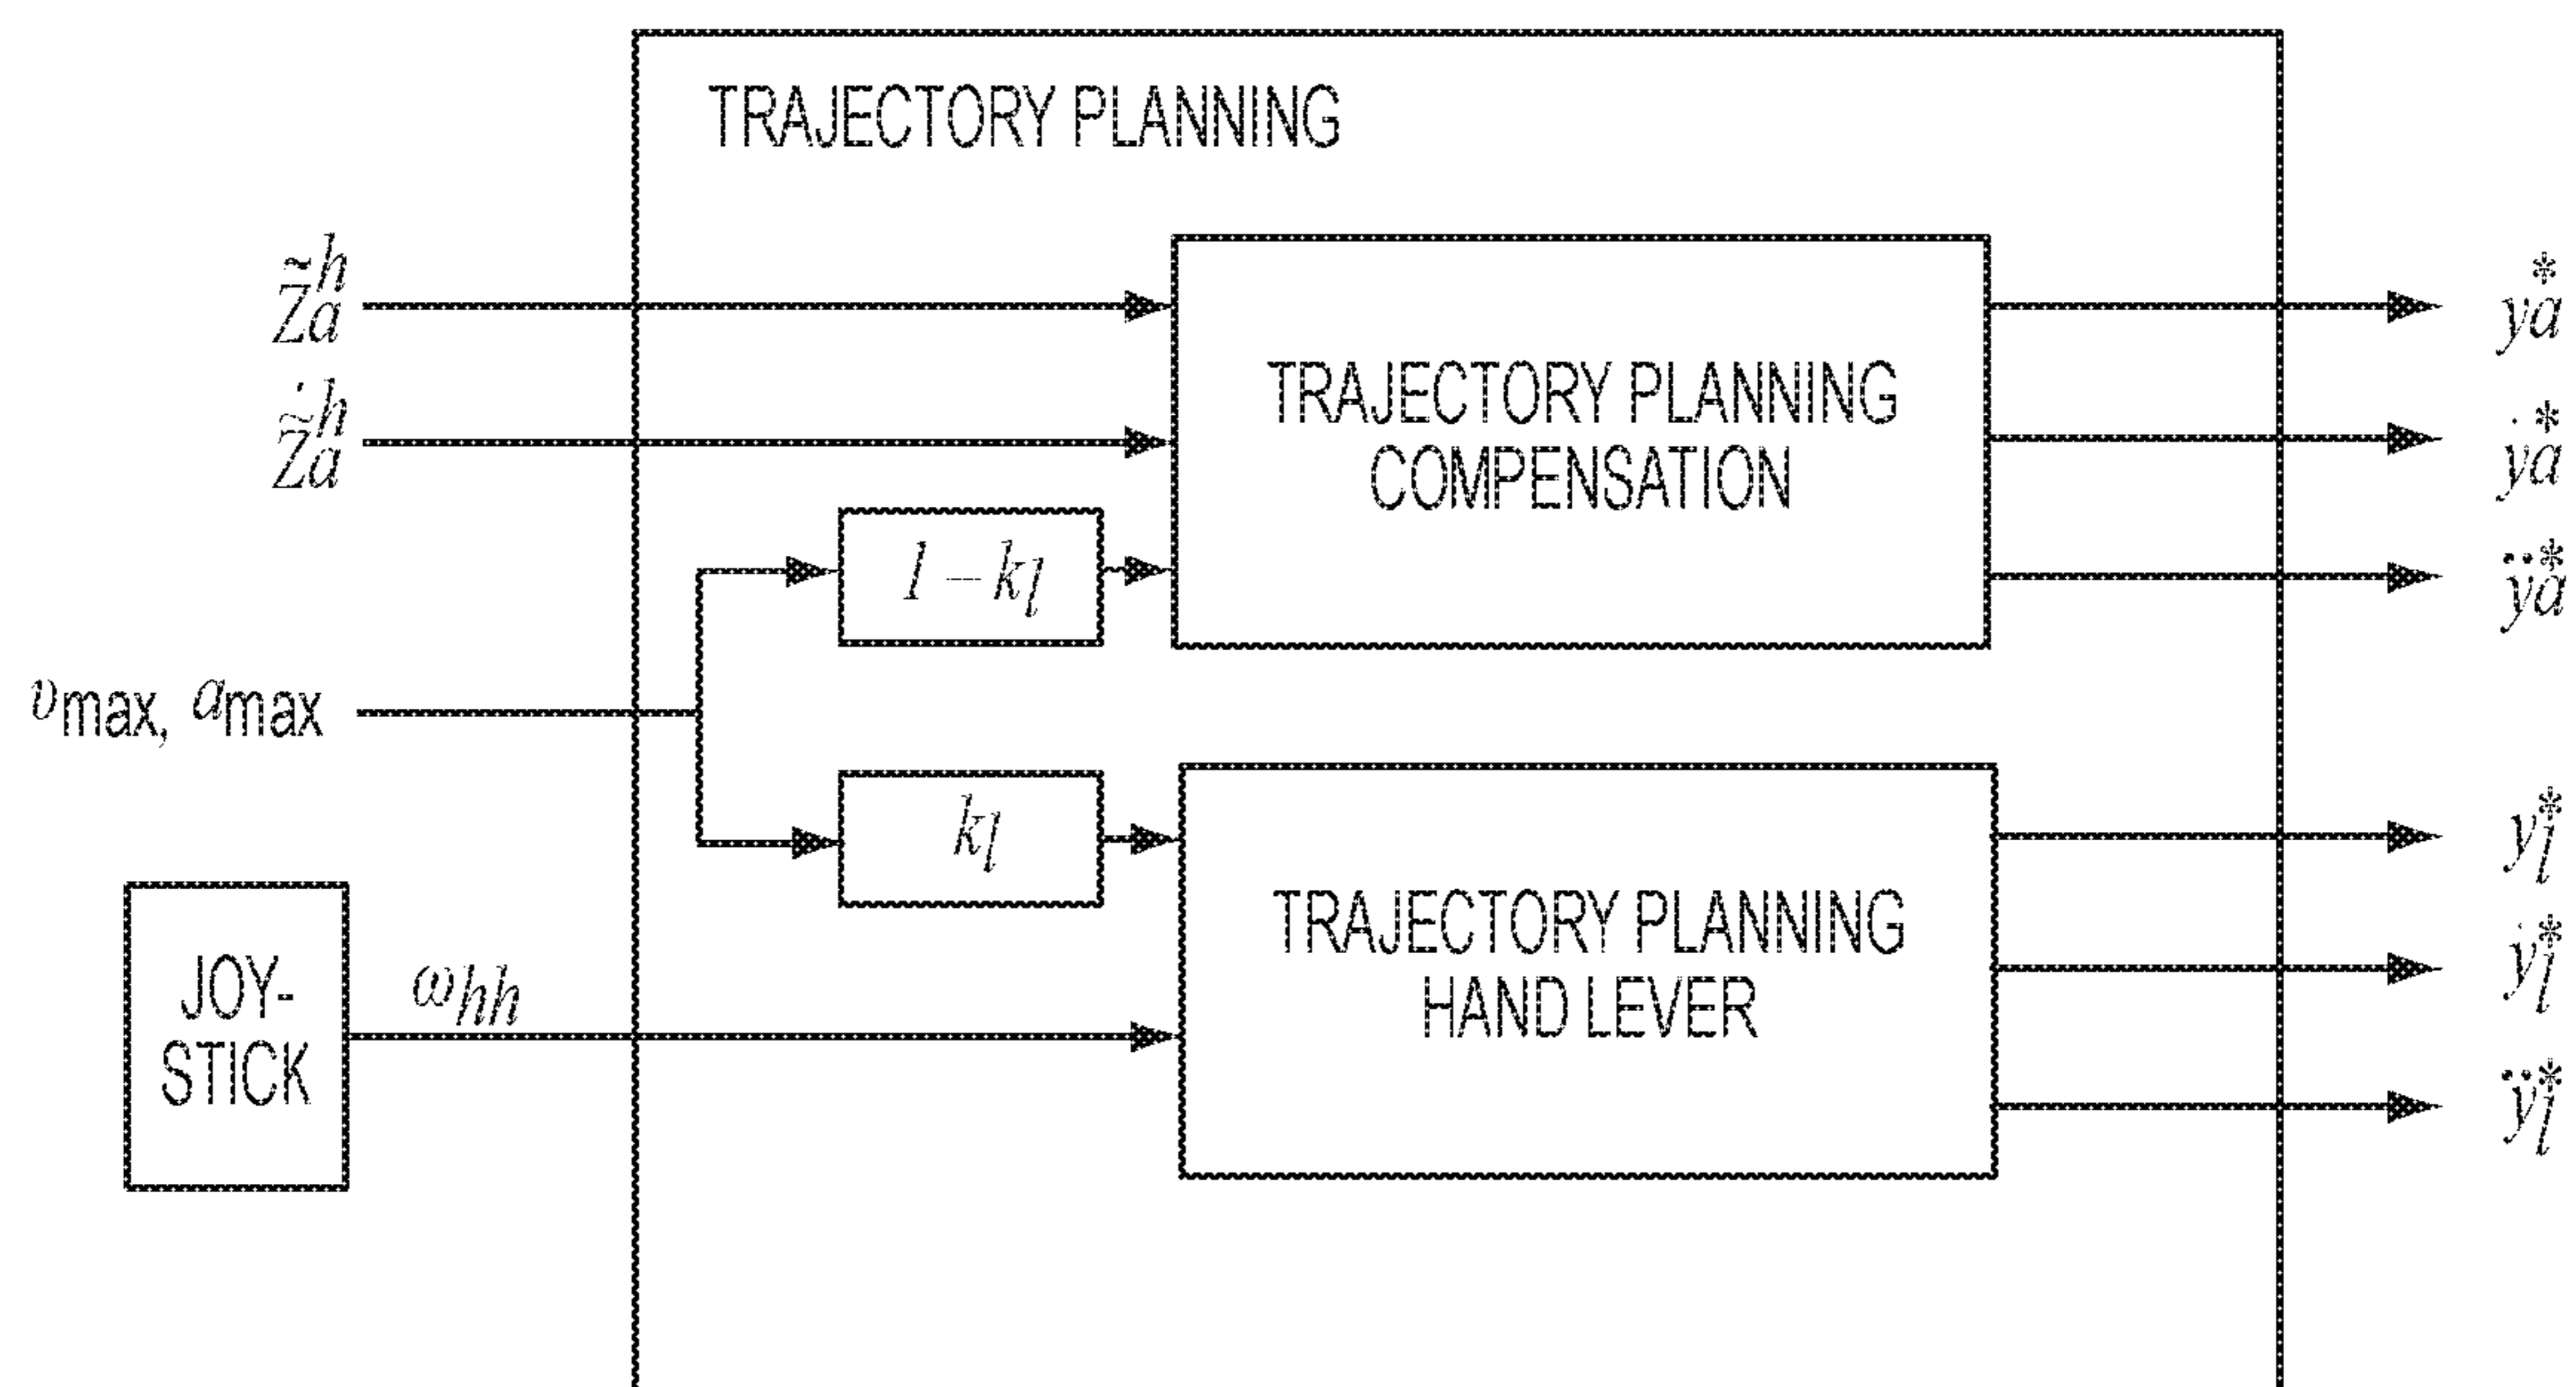 TRAJECTORY PLANNING
z̃ₐʰ
ż̃ₐʰ
TRAJECTORY PLANNING
COMPENSATION
yₐ*
ẏₐ*
ÿₐ*
1 – kₗ
υmax, amax
kₗ
TRAJECTORY PLANNING
HAND LEVER
yₗ*
ẏₗ*
ÿₗ*
JOY-
STICK
ωhh